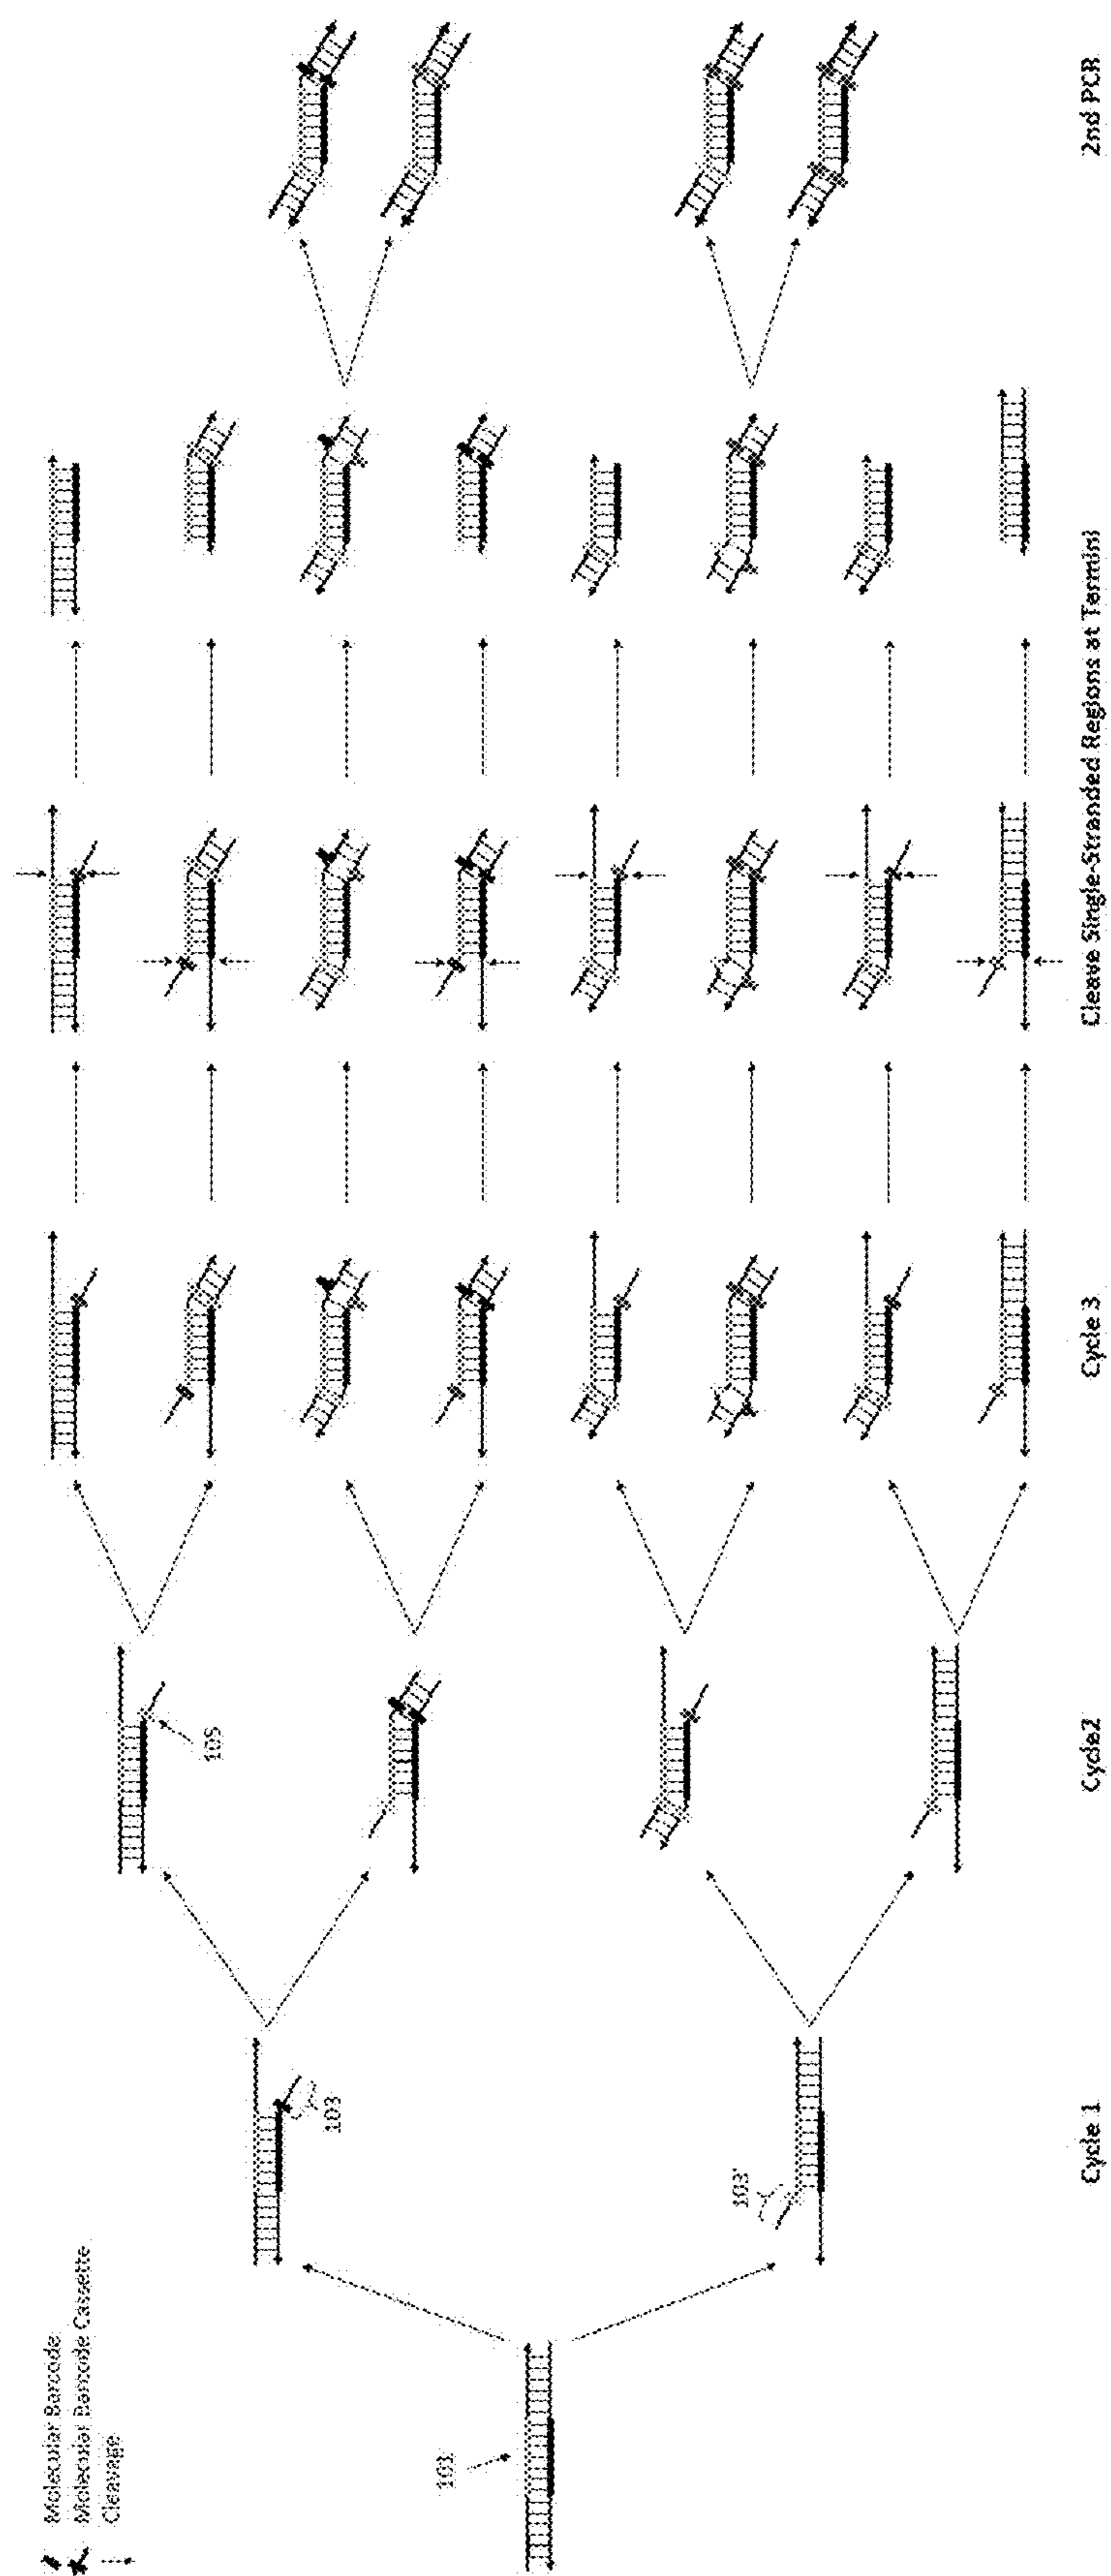 Molecular Barcode
Molecular Barcode Cassette
Cleavage
101
103
103'
105
Cycle 1
Cycle2
Cycle 3
Cleave Single-Stranded Regions at Termini
2nd PCR